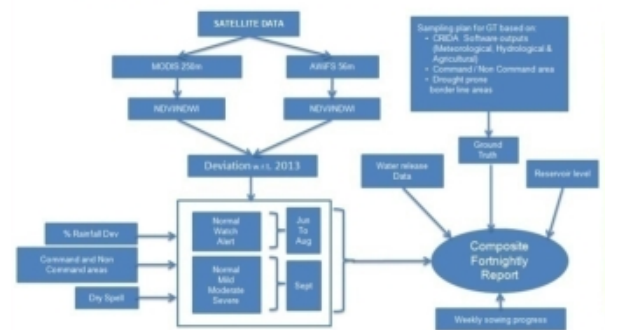 SATELLITE DATA
MODIS 250m
AWiFS 56m
NDVI/NDWI
NDVI/NDWI
Deviation w.r.t. 2013
Sampling plan for GT based on:
• CRIDA Software outputs
(Meteorological, Hydrological &
Agricultural)
• Command / Non Command area
• Drought prone
border line areas
Ground
Truth
Water release
Data
Reservoir level
% Rainfall Dev
Command and Non
Command areas
Dry Spell
Normal
Watch
Alert
Jun
To
Aug
Normal
Mild
Moderate
Severe
Sept
Composite
Fortnightly
Report
Weekly sowing progress